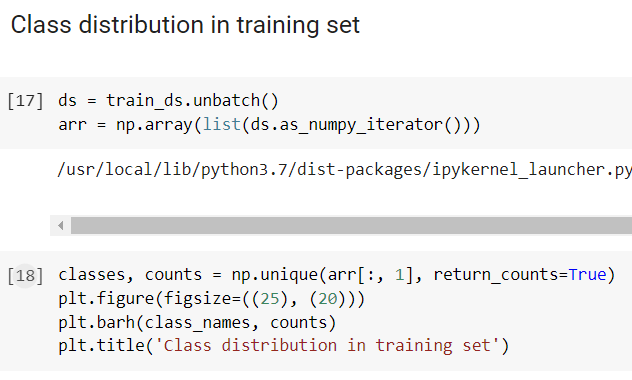 Class distribution in training set
[17] ds = train_ds.unbatch()
arr = np.array(list(ds.as_numpy_iterator()))
/usr/local/lib/python3.7/dist-packages/ipykernel_launcher.py
[18] classes, counts = np.unique(arr[:, 1], return_counts=True)
plt.figure(figsize=((25), (20)))
plt.barh(class_names, counts)
plt.title('Class distribution in training set')